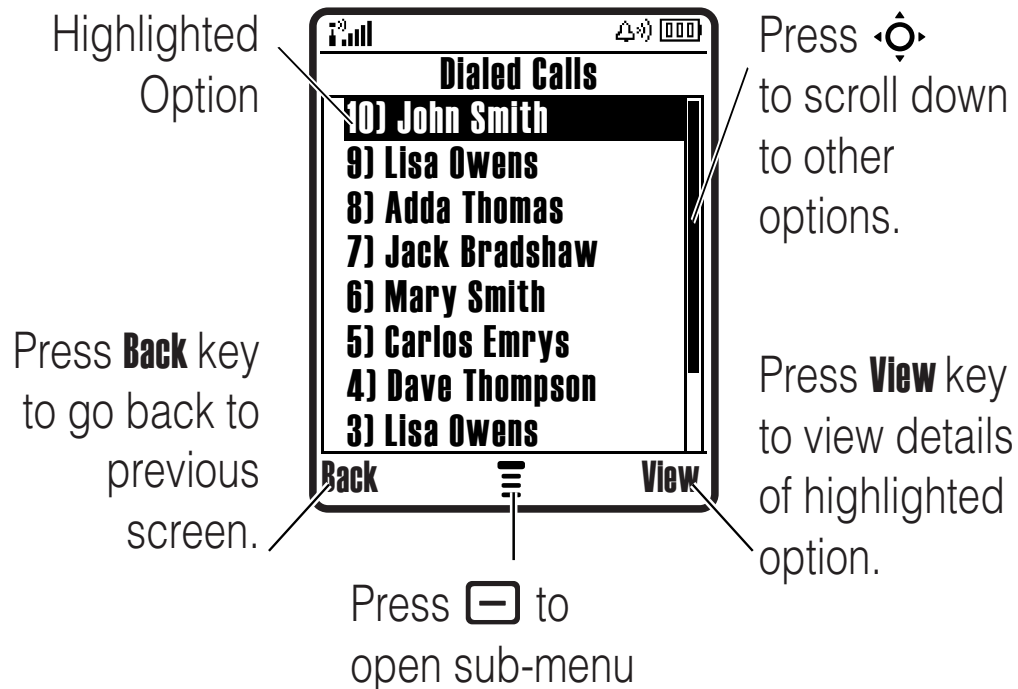 Highlighted
Option
Dialed Calls
10) John Smith
9) Lisa Owens
8) Adda Thomas
7) Jack Bradshaw
6) Mary Smith
5) Carlos Emrys
4) Dave Thompson
3) Lisa Owens
Back
View
Press
to scroll down
to other
options.
Press Back key
to go back to
previous
screen.
Press View key
to view details
of highlighted
option.
Press to
open sub-menu